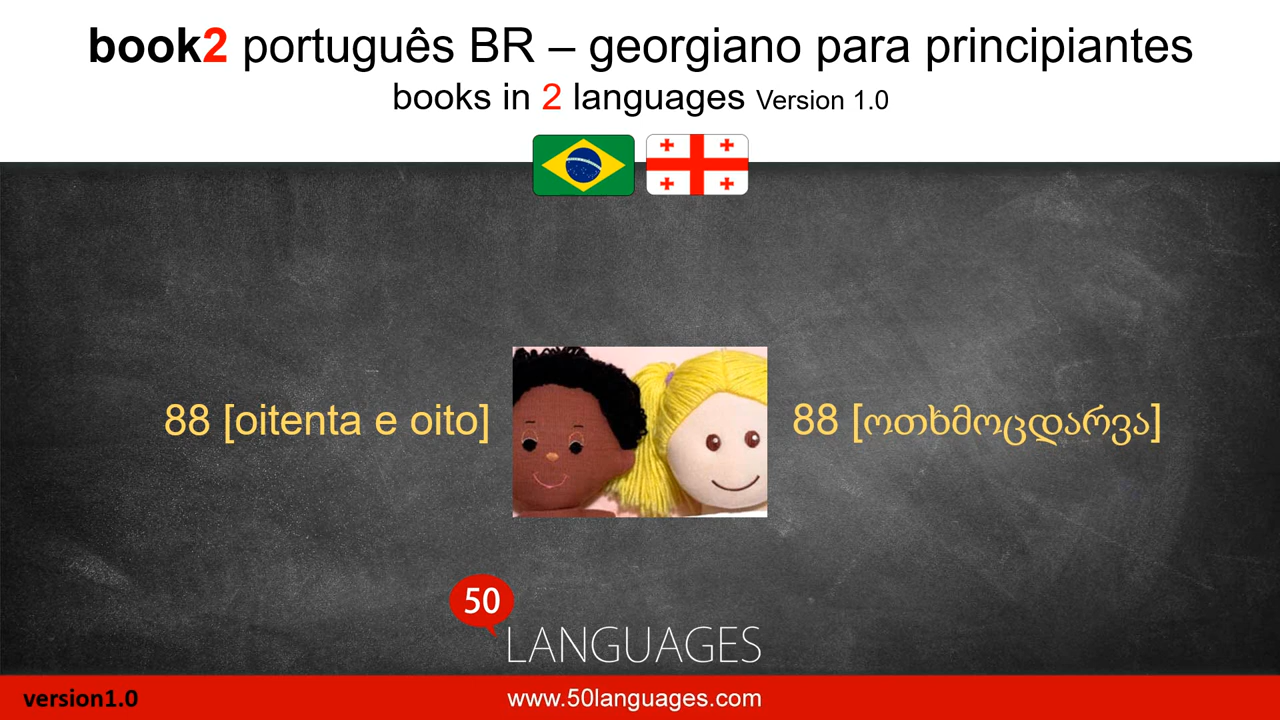 book2 português BR – georgiano para principiantes
books in 2 languages Version 1.0
88 [oitenta e oito]
88 [ოთხმოცდარვა]
50
LANGUAGES
version1.0
www.50languages.com